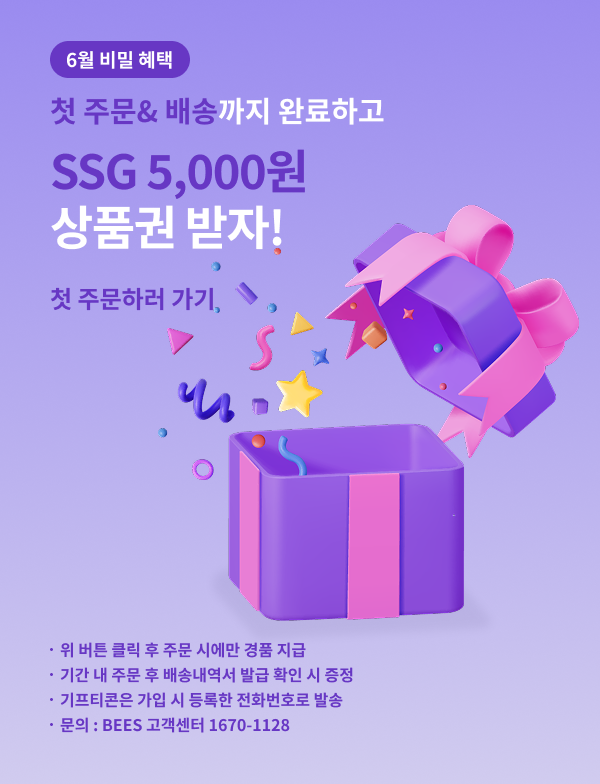 6월 비밀 혜택
첫 주문& 배송까지 완료하고
SSG 5,000원
상품권 받자!
첫 주문하러 가기
· 위 버튼 클릭 후 주문 시에만 경품 지급
· 기간 내 주문 후 배송내역서 발급 확인 시 증정
· 기프티콘은 가입 시 등록한 전화번호로 발송
· 문의 : BEES 고객센터 1670-1128